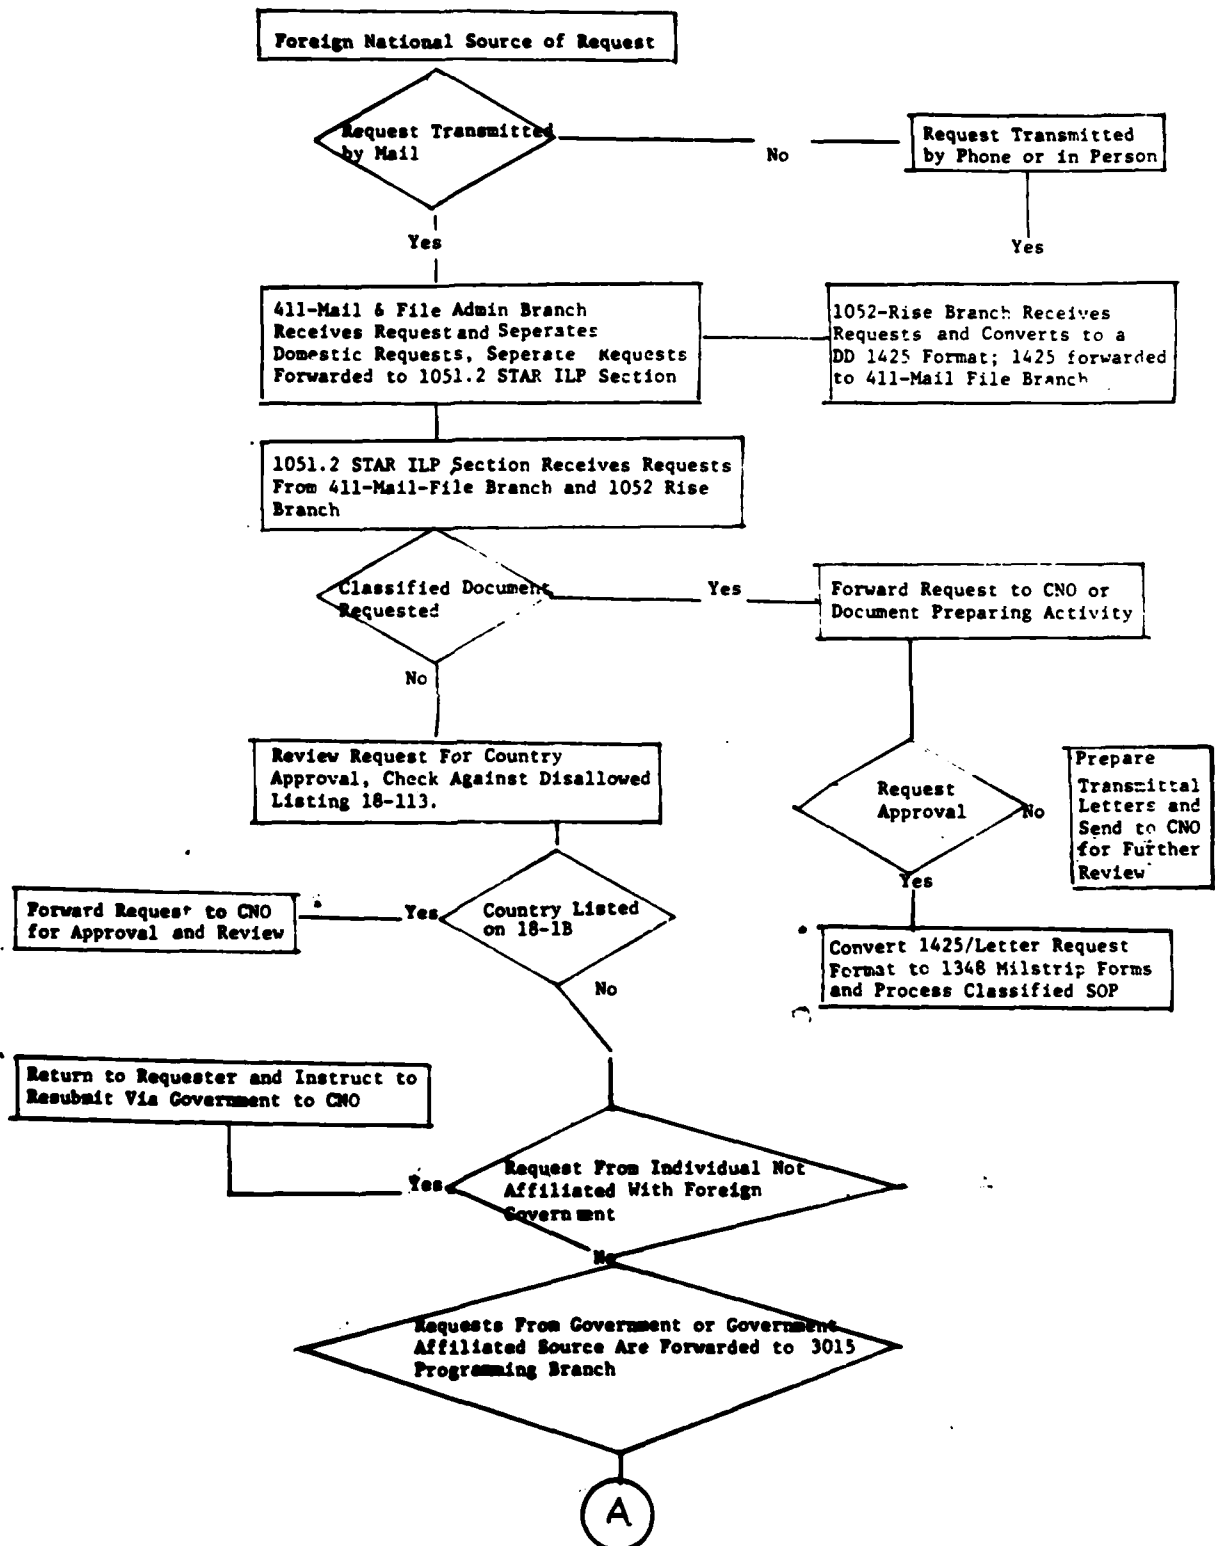 Foreign National Source of Request
Request Transmitted
by Mail
No
Request Transmitted
by Phone or in Person
Yes
Yes
411-Mail & File Admin Branch
Receives Request and Seperates
Domestic Requests, Seperate Requests
Forwarded to 1051.2 STAR ILP Section
1052-Rise Branch Receives
Requests and Converts to a
DD 1425 Format; 1425 forwarded
to 411-Mail File Branch
1051.2 STAR ILP Section Receives Requests
From 411-Mail-File Branch and 1052 Rise
Branch
Classified Document
Requested
Yes
Forward Request to CNO or
Document Preparing Activity
No
Review Request For Country
Approval, Check Against Disallowed
Listing 18-113.
Request
Approval
No
Prepare
Transmittal
Letters and
Send to CNO
for Further
Review
Yes
Forward Request to CNO
for Approval and Review
Yes
Country Listed
on 18-1B
No
Convert 1425/Letter Request
Format to 1348 Milstrip Forms
and Process Classified SOP
Return to Requester and Instruct to
Resubmit Via Government to CNO
Yes
Request From Individual Not
Affiliated With Foreign
Government
No
Requests From Government or Government
Affiliated Source Are Forwarded to 3015
Programming Branch
A